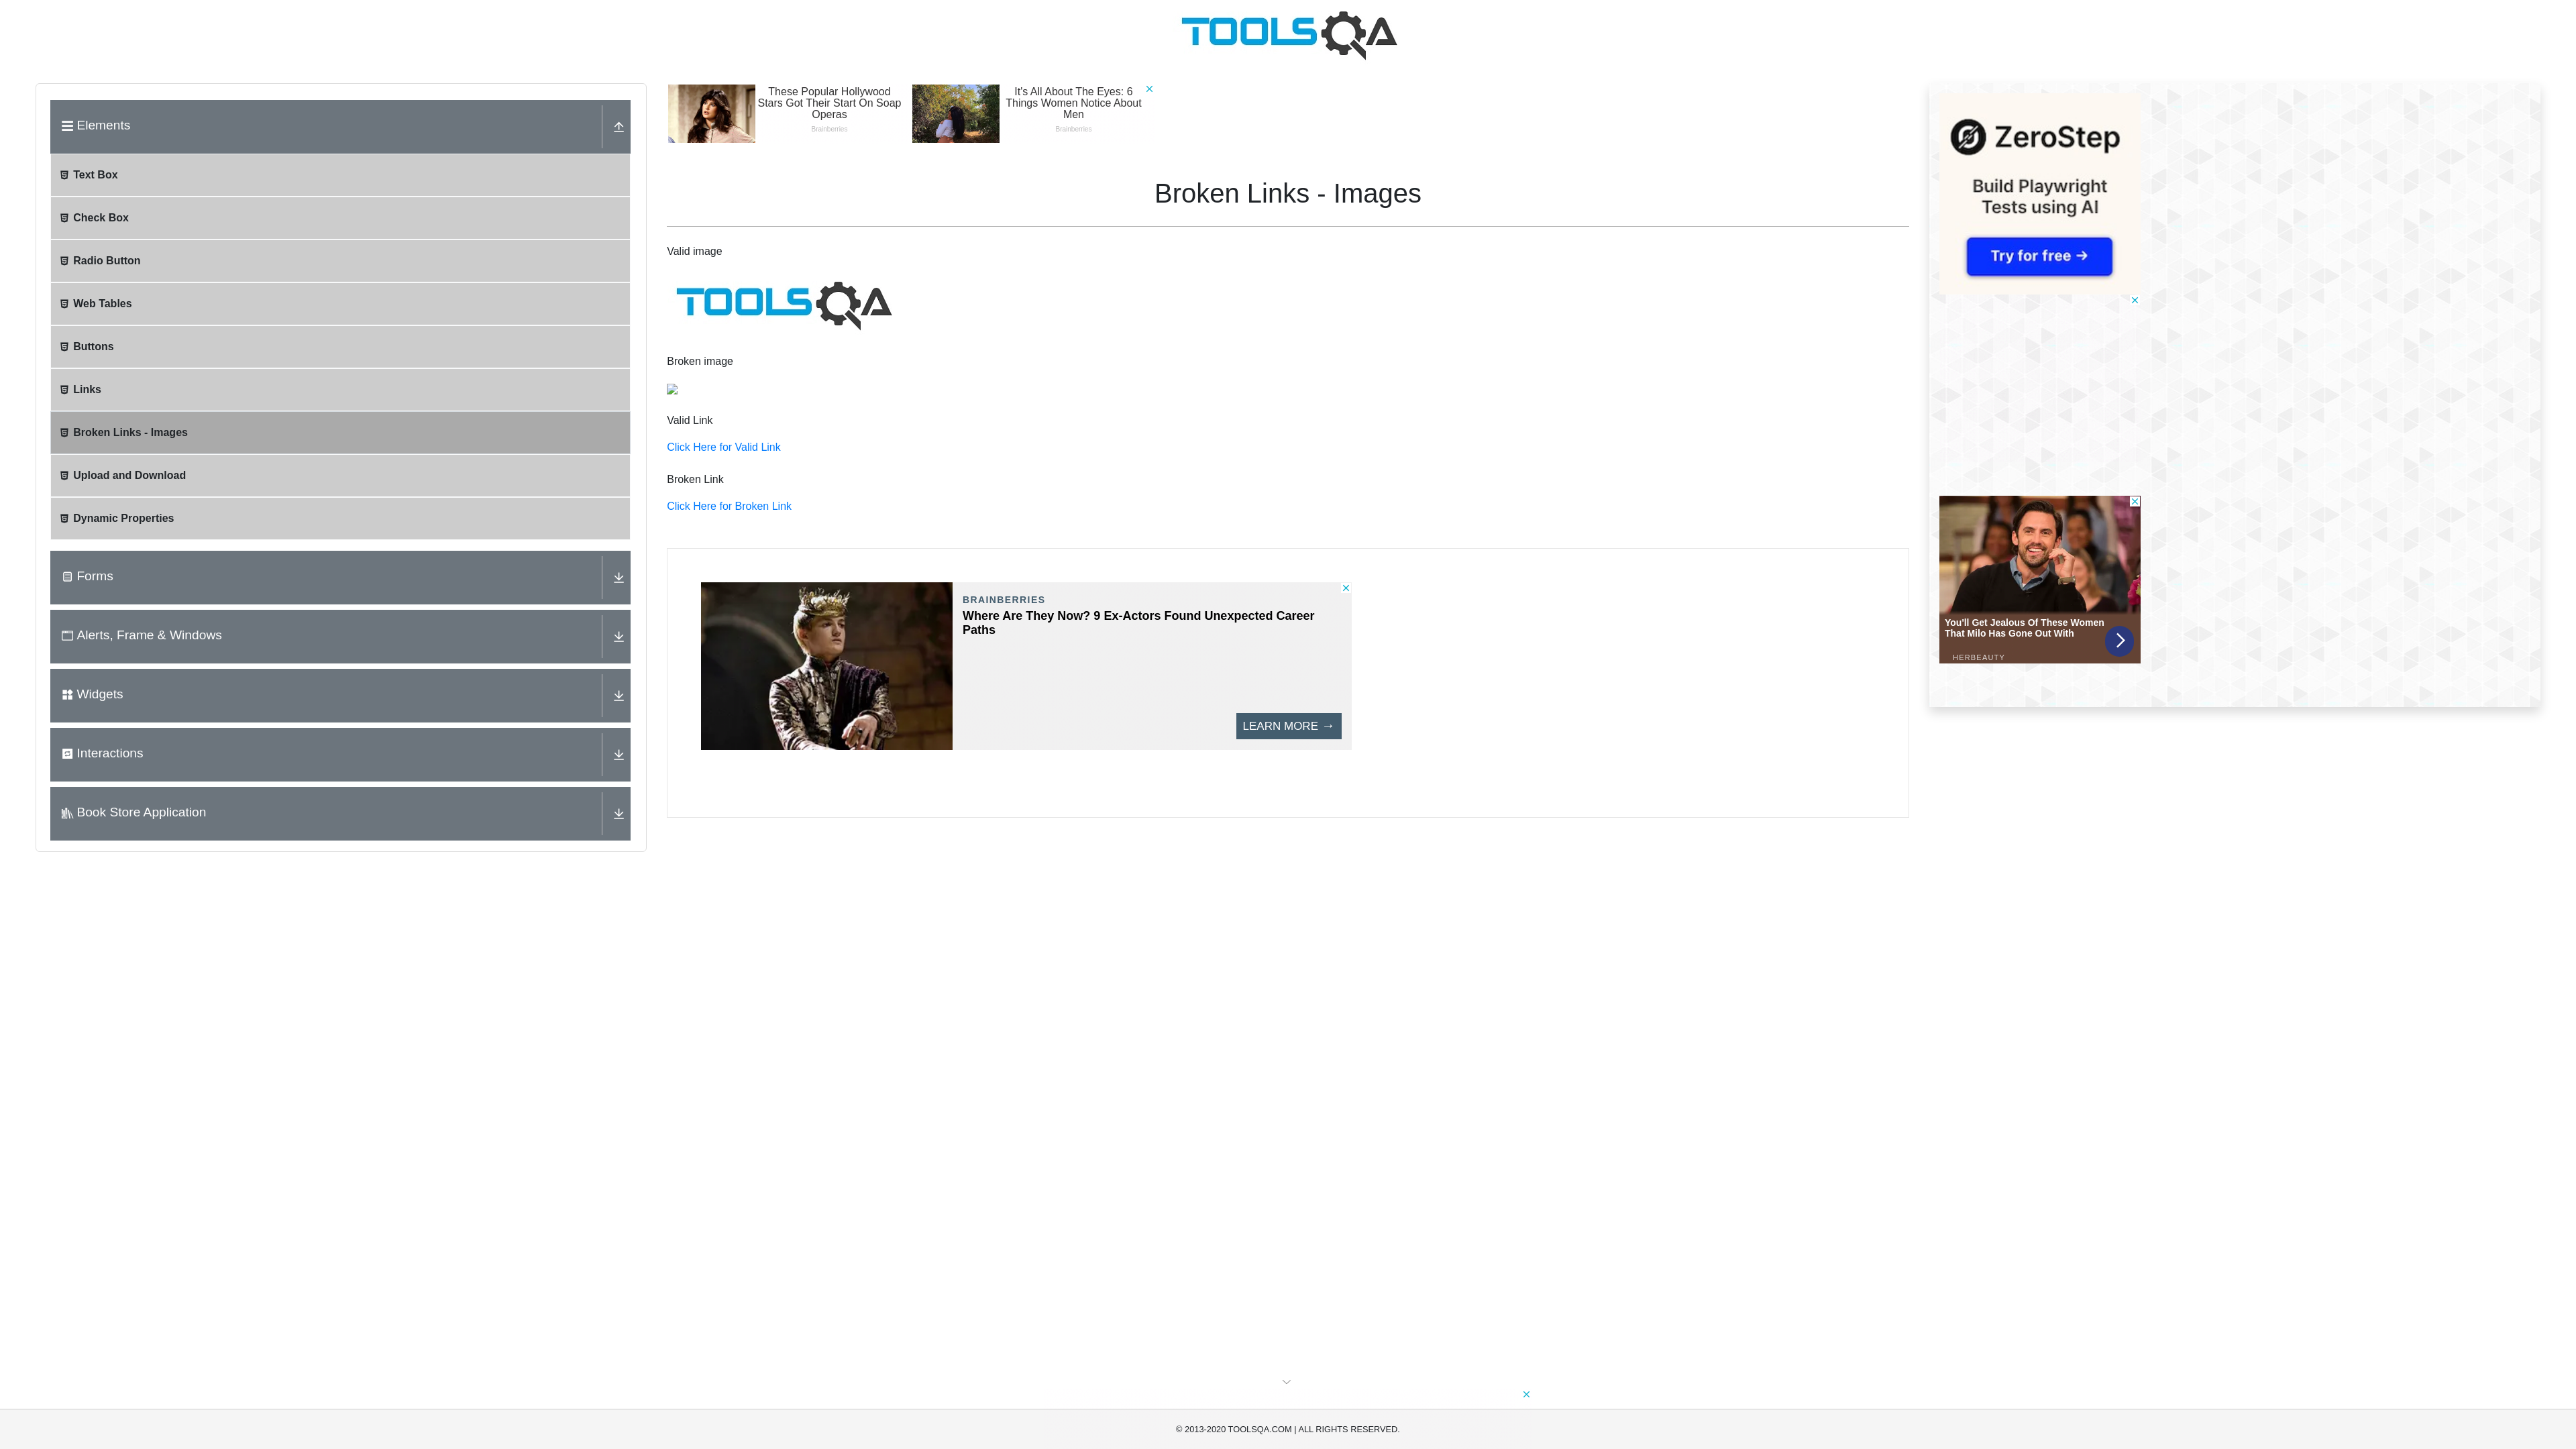 TOOLSQA
Elements
Text Box
Check Box
Radio Button
Web Tables
Buttons
Links
Broken Links - Images
Upload and Download
Dynamic Properties
Forms
Alerts, Frame & Windows
Widgets
Interactions
Book Store Application
These Popular Hollywood
Stars Got Their Start On Soap
Operas
Brainberries
It's All About The Eyes: 6
Things Women Notice About
Men
Brainberries
Broken Links - Images
Valid image
TOOLSQA
Broken image
Valid Link
Click Here for Valid Link
Broken Link
Click Here for Broken Link
BRAINBERRIES
Where Are They Now? 9 Ex-Actors Found Unexpected Career
Paths
LEARN MORE →
ZeroStep
Build Playwright
Tests using AI
Try for free →
You'll Get Jealous Of These Women
That Milo Has Gone Out With
HERBEAUTY
© 2013-2020 TOOLSQA.COM | ALL RIGHTS RESERVED.